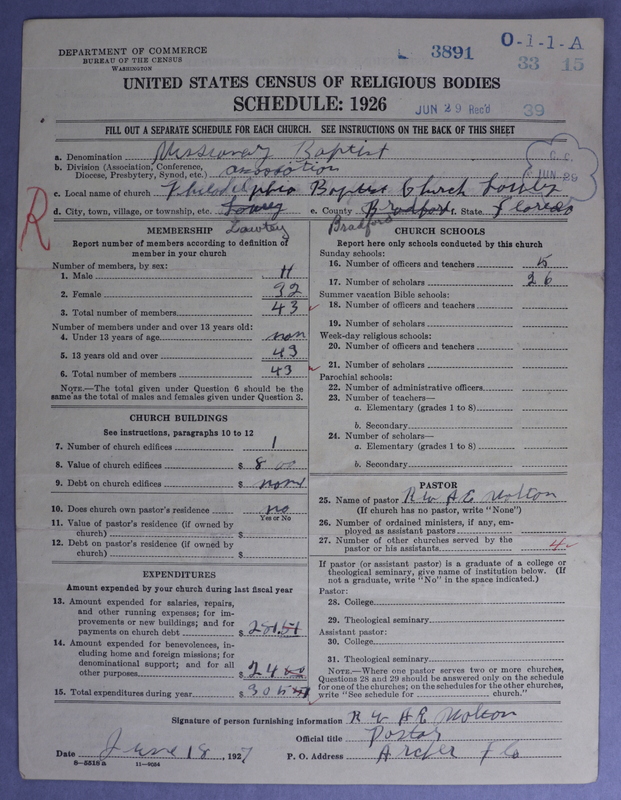 DEPARTMENT OF COMMERCE
BUREAU OF THE CENSUS
WASHINGTON
3891
O-1-1-A
33 15
UNITED STATES CENSUS OF RELIGIOUS BODIES
SCHEDULE: 1926
JUN 29 Rec'd
39
FILL OUT A SEPARATE SCHEDULE FOR EACH CHURCH. SEE INSTRUCTIONS ON THE BACK OF THIS SHEET
a. Denomination Missionary Baptist
b. Division (Association, Conference, Diocese, Presbytery, Synod, etc.) association
JUN 29
c. Local name of church Philadelphia Baptist Church
d. City, town, village, or township, etc. Lawtey e. County Bradford f. State
Bradford
R
MEMBERSHIP
Report number of members according to definition of member in your church
Number of members, by sex:
1. Male 11
2. Female 32
3. Total number of members 43
Number of members under and over 13 years old:
4. Under 13 years of age non
5. 13 years old and over 43
6. Total number of members 43
NOTE.—The total given under Question 6 should be the same as the total of males and females given under Question 3.
CHURCH BUILDINGS
See instructions, paragraphs 10 to 12
7. Number of church edifices 1
8. Value of church edifices $ 8 00
9. Debt on church edifices $ none
10. Does church own pastor's residence no
Yes or No
11. Value of pastor's residence (if owned by church) $
12. Debt on pastor's residence (if owned by church) $
EXPENDITURES
Amount expended by your church during last fiscal year
13. Amount expended for salaries, repairs, and other running expenses; for improvements or new buildings; and for payments on church debt $ 281.51
14. Amount expended for benevolences, including home and foreign missions; for denominational support; and for all other purposes $ 24
15. Total expenditures during year $ 305
CHURCH SCHOOLS
Report here only schools conducted by this church
Sunday schools:
16. Number of officers and teachers 5
17. Number of scholars 26
Summer vacation Bible schools:
18. Number of officers and teachers
19. Number of scholars
Week-day religious schools:
20. Number of officers and teachers
21. Number of scholars
Parochial schools:
22. Number of administrative officers
23. Number of teachers—
a. Elementary (grades 1 to 8)
b. Secondary
24. Number of scholars—
a. Elementary (grades 1 to 8)
b. Secondary
PASTOR
25. Name of pastor Rw A E Molton
(If church has no pastor, write "None")
26. Number of ordained ministers, if any, employed as assistant pastors
27. Number of other churches served by the pastor or his assistants 4
If pastor (or assistant pastor) is a graduate of a college or theological seminary, give name of institution below. (If not a graduate, write "No" in the space indicated.)
Pastor:
28. College
29. Theological seminary
Assistant pastor:
30. College
31. Theological seminary
NOTE.—Where one pastor serves two or more churches, Questions 28 and 29 should be answered only on the schedule for one of the churches; on the schedules for the other churches, write "See schedule for church."
Signature of person furnishing information Rw A E Molton
Official title Pastor
Date June 18, 1927 P. O. Address Archer Flo
8—5518 a 11—9054